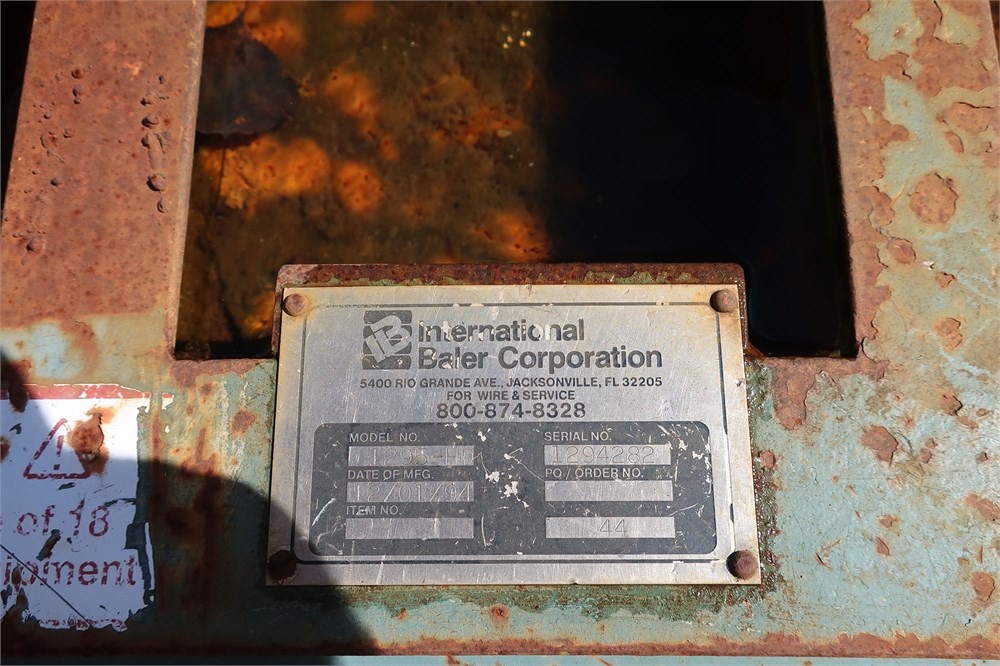 IB
International
Baler Corporation
5400 RIO GRANDE AVE., JACKSONVILLE, FL 32205
FOR WIRE & SERVICE
800-874-8328
MODEL NO.
SERIAL NO.
1294282
DATE OF MFG.
PO / ORDER NO.
12/01/94
ITEM NO.
44
of 18
ipment